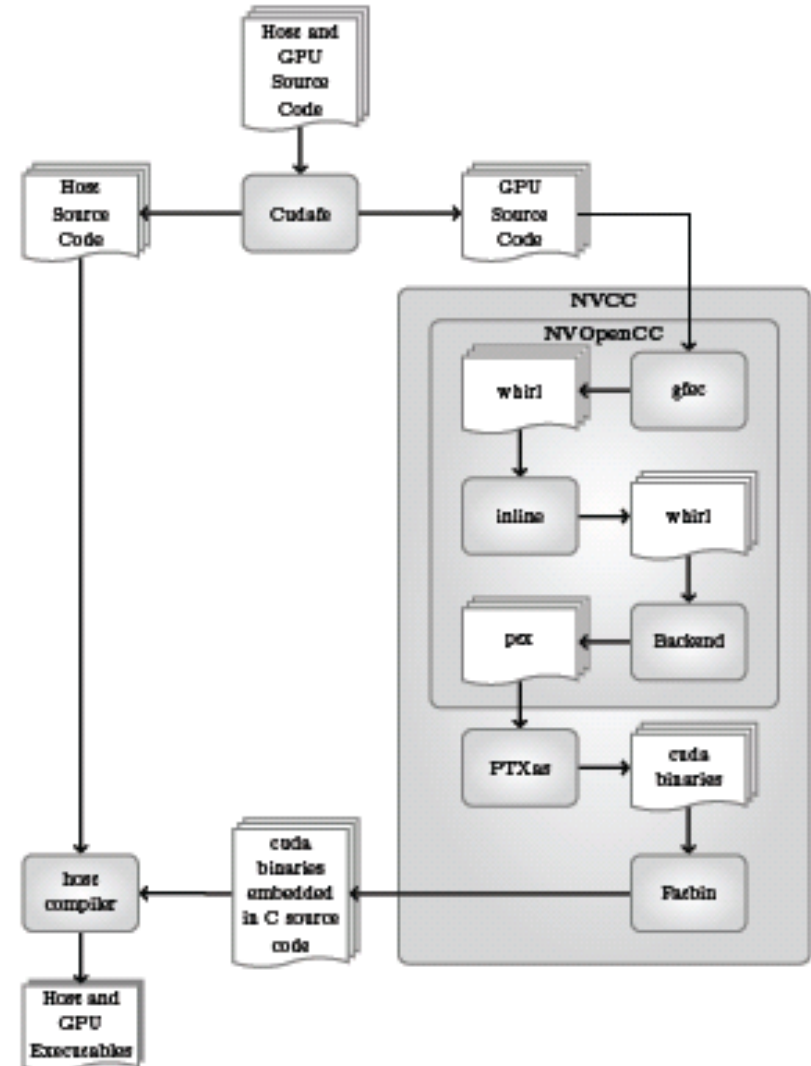 Host and
GPU
Source
Code
Host
Source
Code
Cudafe
GPU
Source
Code
NVCC
NVOpenCC
whirl
gfec
inline
whirl
ptx
Backend
PTXas
cuda
binaries
host
compiler
cuda
binaries
embedded
in C source
code
Fatbin
Host and
GPU
Executables